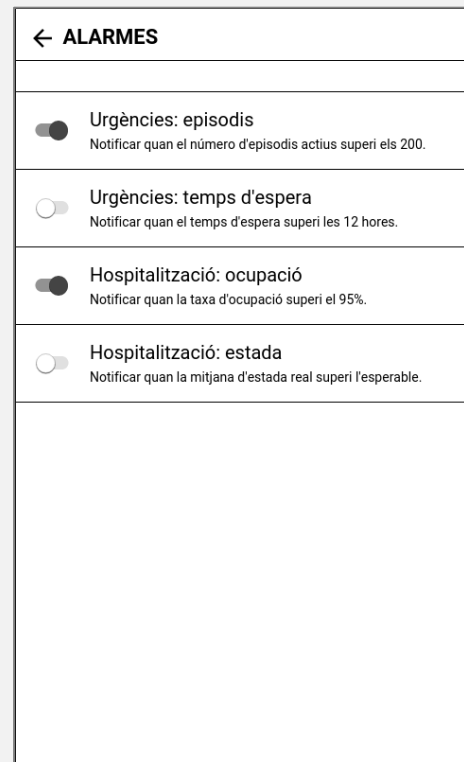 ALARMES
Urgències: episodis
Notificar quan el número d'episodis actius superi els 200.
Urgències: temps d'espera
Notificar quan el temps d'espera superi les 12 hores.
Hospitalització: ocupació
Notificar quan la taxa d'ocupació superi el 95%.
Hospitalització: estada
Notificar quan la mitjana d'estada real superi l'esperable.